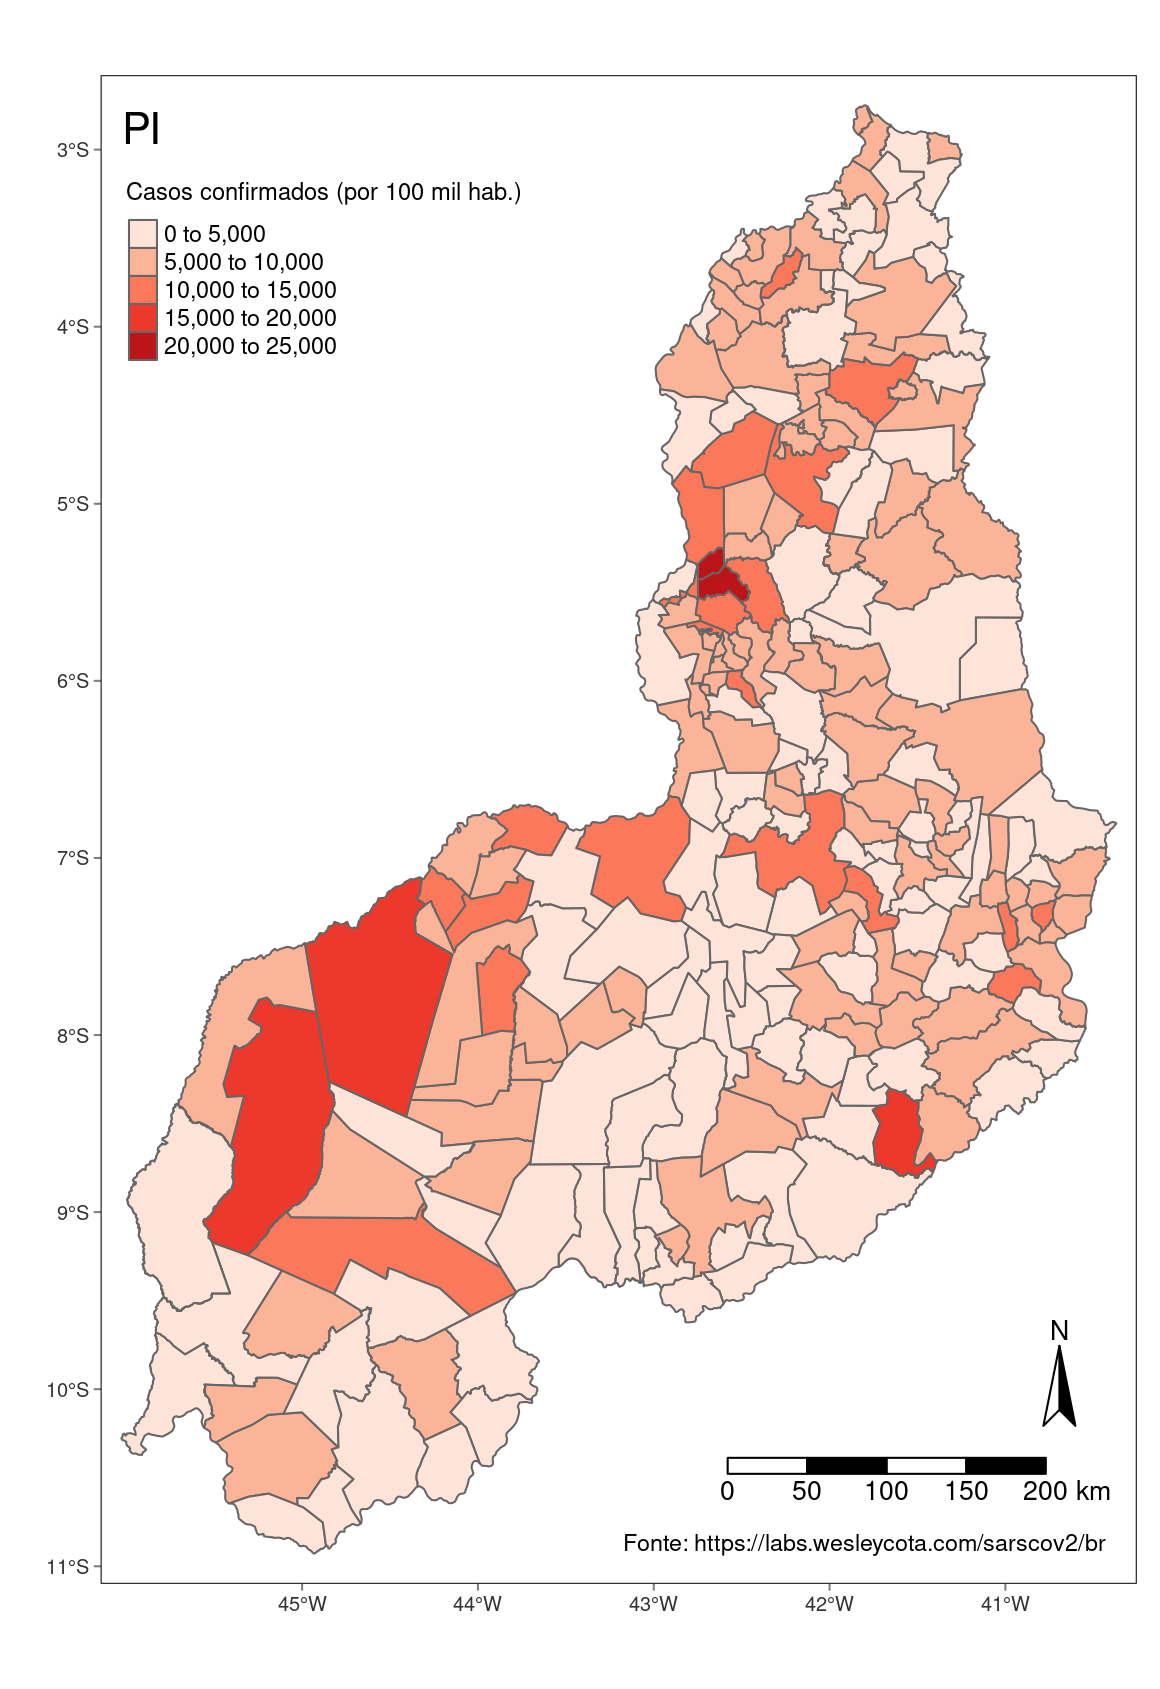 PI
Casos confirmados (por 100 mil hab.)
0 to 5,000
5,000 to 10,000
10,000 to 15,000
15,000 to 20,000
20,000 to 25,000
3°S
4°S
5°S
6°S
7°S
8°S
9°S
10°S
11°S
N
0 50 100 150 200 km
Fonte: https://labs.wesleycota.com/sarscov2/br
45°W 44°W 43°W 42°W 41°W